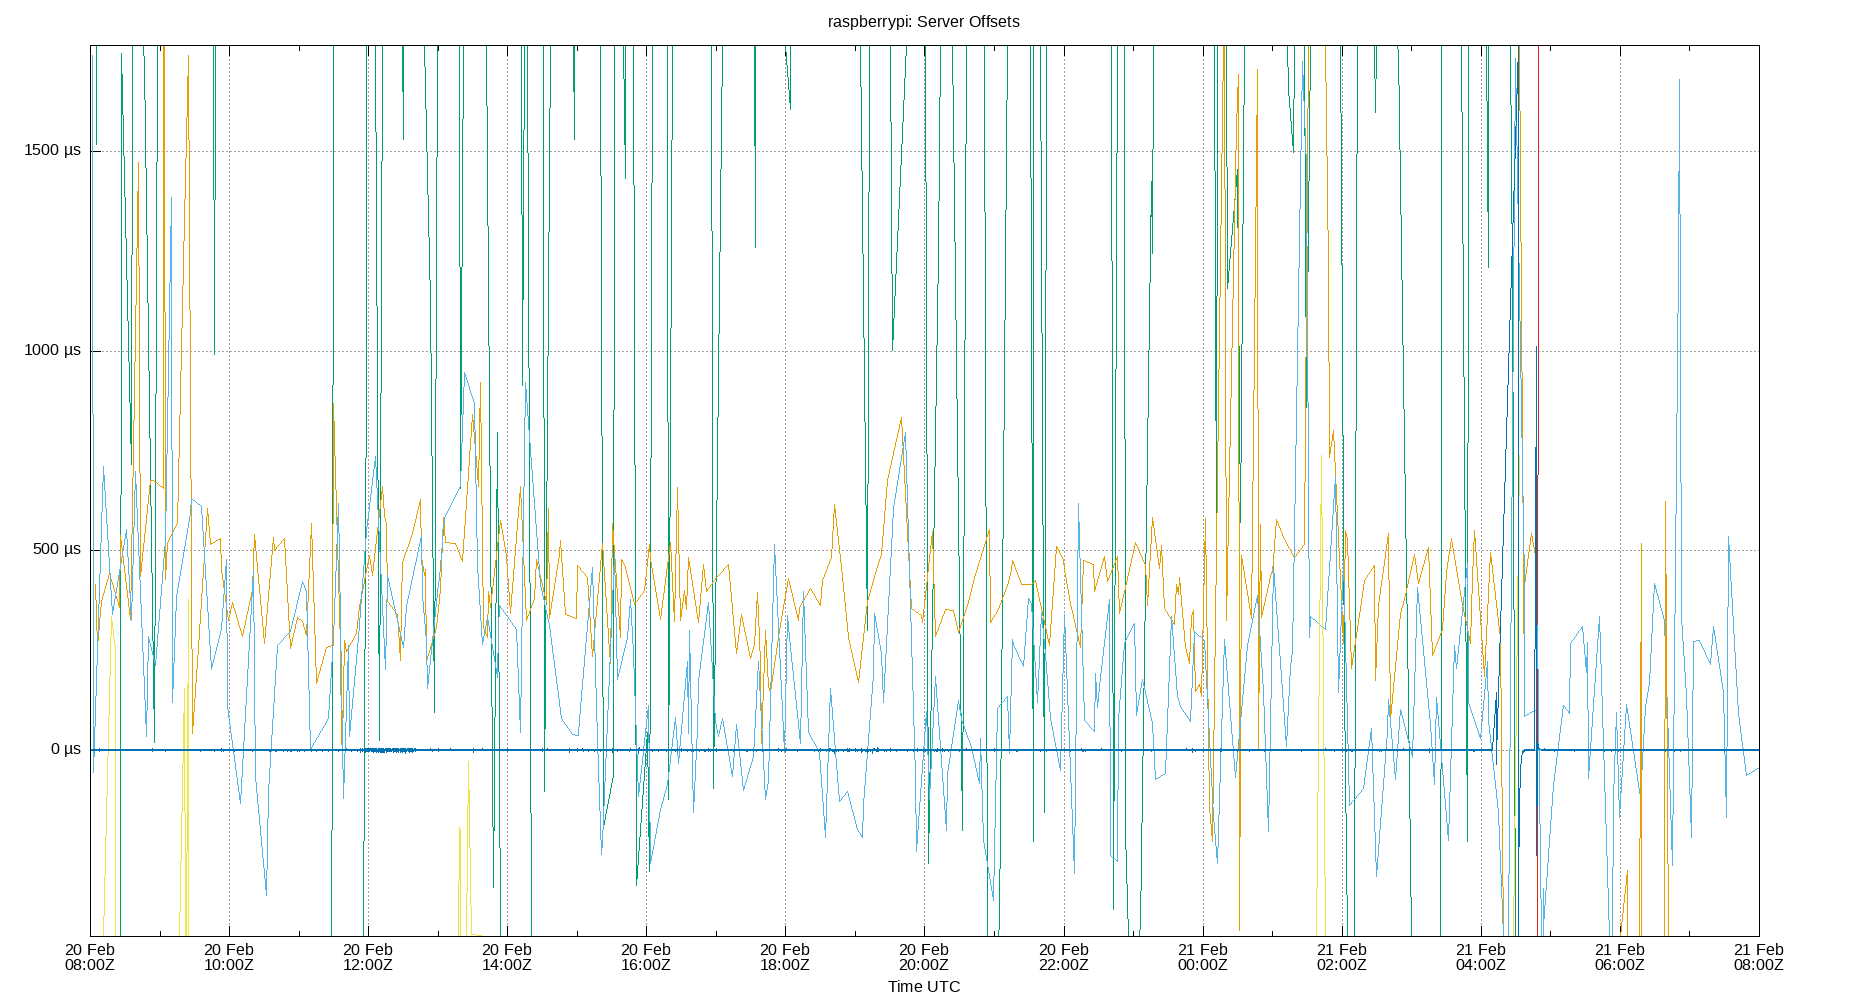 raspberrypi: Server Offsets
1500 µs
1000 µs
500 µs
0 µs
20 Feb 20 Feb 20 Feb 20 Feb 20 Feb 20 Feb 20 Feb 20 Feb 21 Feb 21 Feb 21 Feb 21 Feb 21 Feb
08:00Z 10:00Z 12:00Z 14:00Z 16:00Z 18:00Z 20:00Z 22:00Z 00:00Z 02:00Z 04:00Z 06:00Z 08:00Z
Time UTC